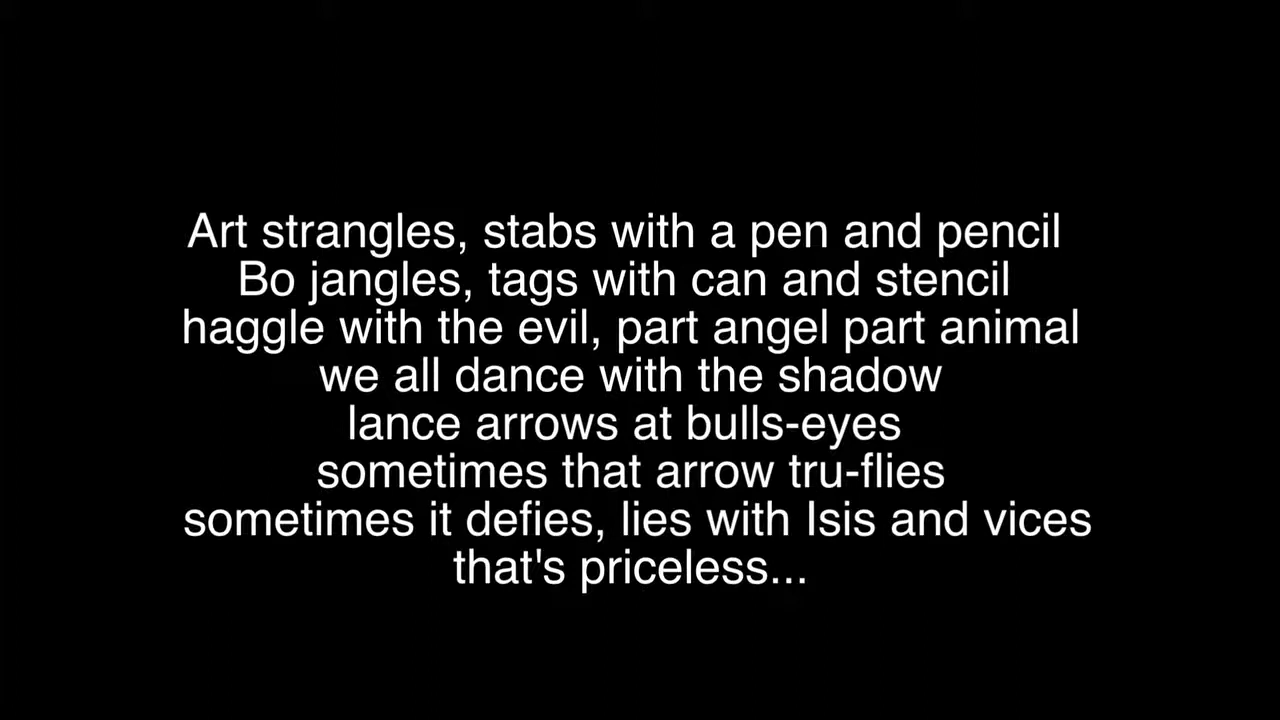 Art strangles, stabs with a pen and pencil
Bo jangles, tags with can and stencil
haggle with the evil, part angel part animal
we all dance with the shadow
lance arrows at bulls-eyes
sometimes that arrow tru-flies
sometimes it defies, lies with Isis and vices
that's priceless...